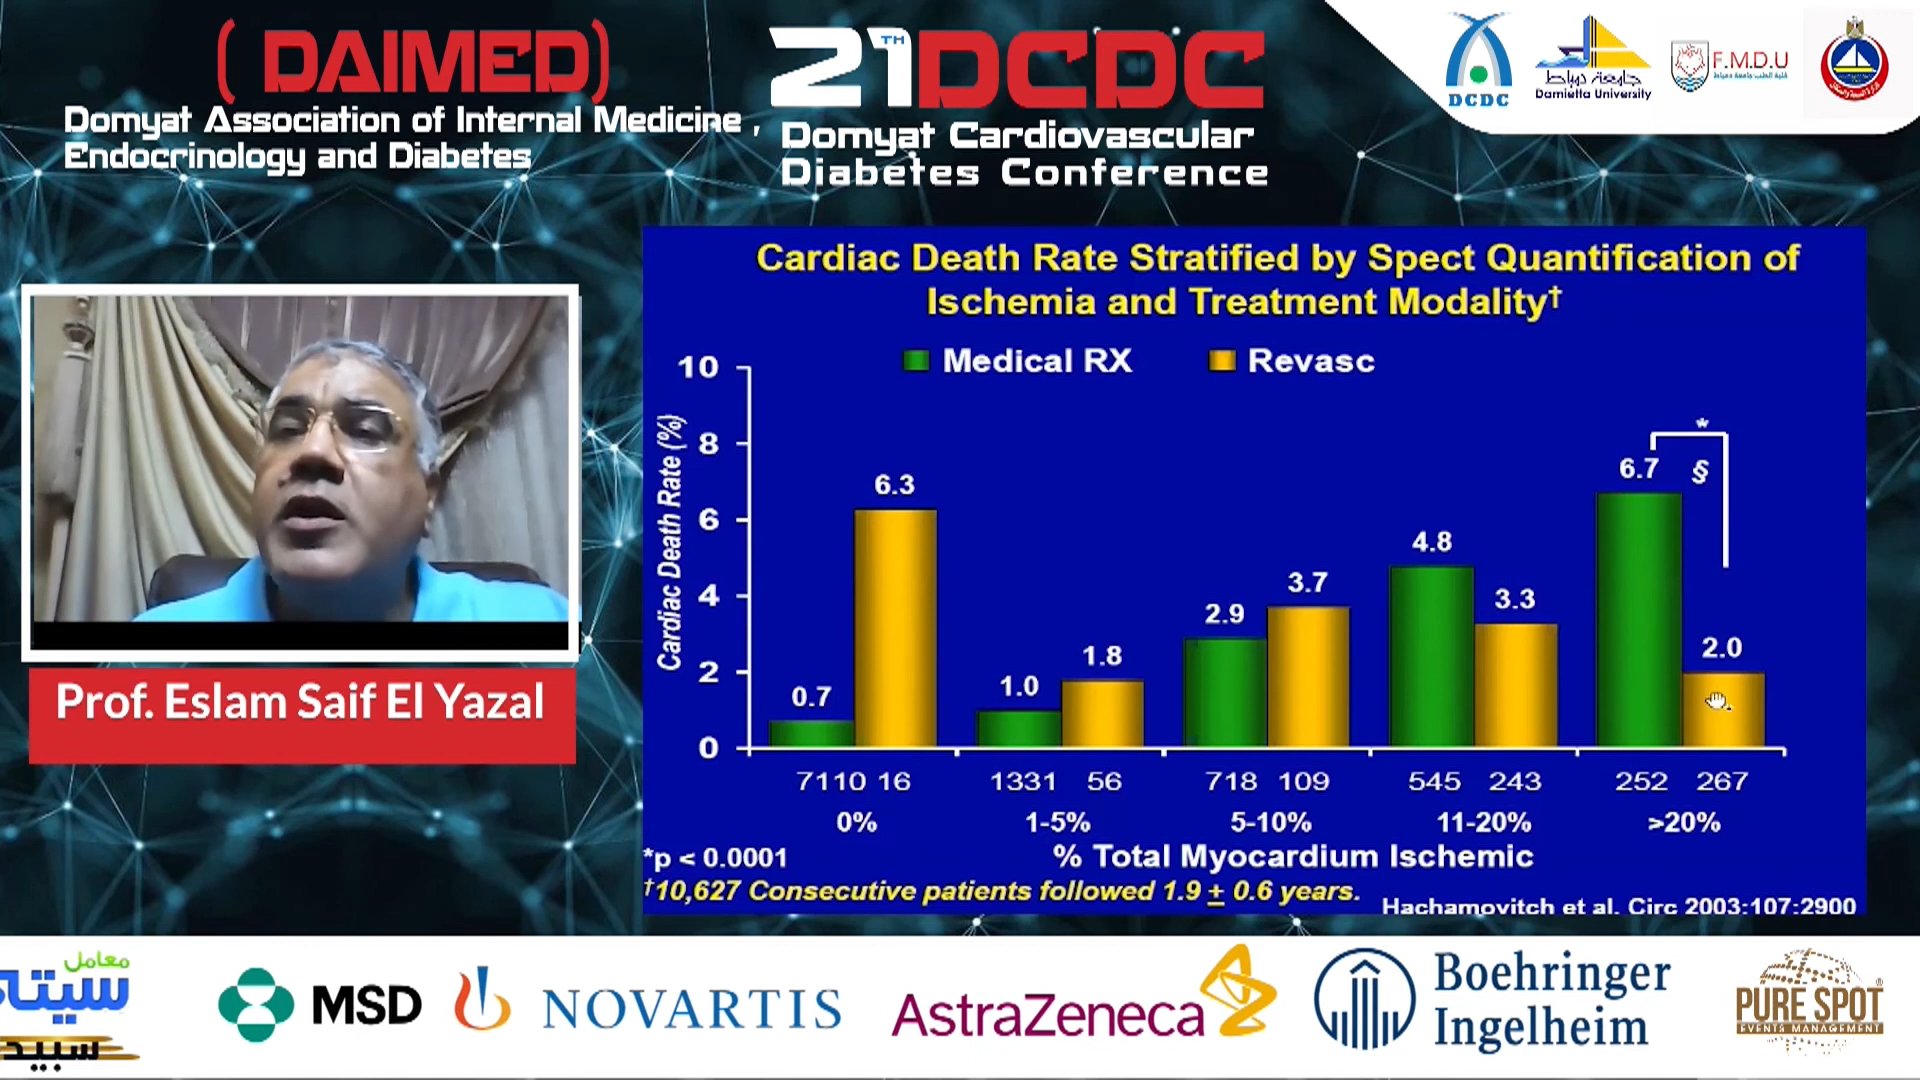 ( DAIMED)
Domyat Association of Internal Medicine ,
Endocrinology and Diabetes
21TH DCDC
Domyat Cardiovascular
Diabetes Conference
DCDC
جامعة دمياط
Damietta University
F.M.D.U
كلية الطب جامعة دمياط
Prof. Eslam Saif El Yazal
Cardiac Death Rate Stratified by Spect Quantification of
Ischemia and Treatment Modality†
Medical RX Revasc
Cardiac Death Rate (%)
10
8
6
4
2
0
0.7 6.3 1.0 1.8 2.9 3.7 4.8 3.3 6.7 2.0
* §
7110 16 1331 56 718 109 545 243 252 267
0% 1-5% 5-10% 11-20% >20%
*p < 0.0001 % Total Myocardium Ischemic
†10,627 Consecutive patients followed 1.9 ± 0.6 years.
Hachamovitch et al. Circ 2003;107:2900
معامل
سيتي
سبيد
MSD
NOVARTIS
AstraZeneca
Boehringer
Ingelheim
PURE SPOT®
EVENTS MANAGEMENT